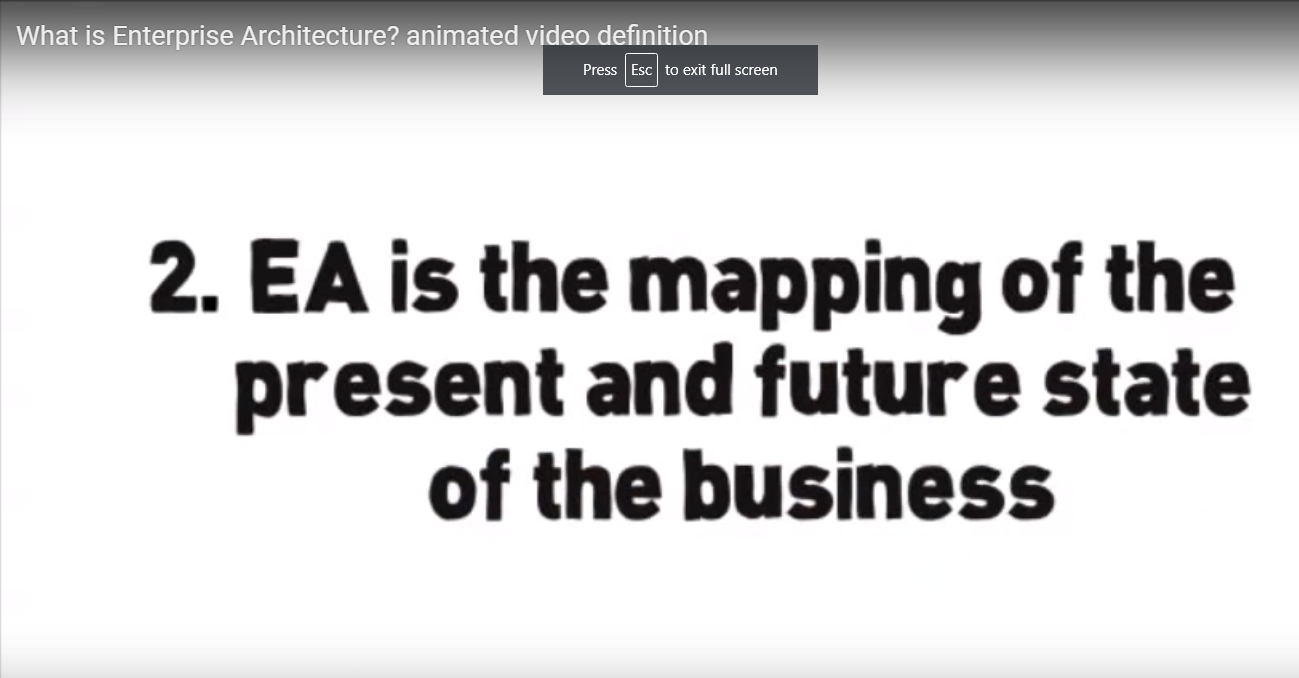 What is Enterprise Architecture? animated video definition
Press Esc to exit full screen
2. EA is the mapping of the
present and future state
of the business